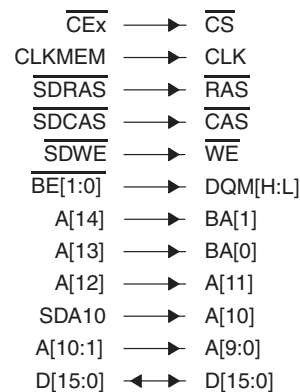 CEx CS
CLKMEM CLK
SDRAS RAS
SDCAS CAS
SDWE WE
BE[1:0] DQM[H:L]
A[14] BA[1]
A[13] BA[0]
A[12] A[11]
SDA10 A[10]
A[10:1] A[9:0]
D[15:0] D[15:0]